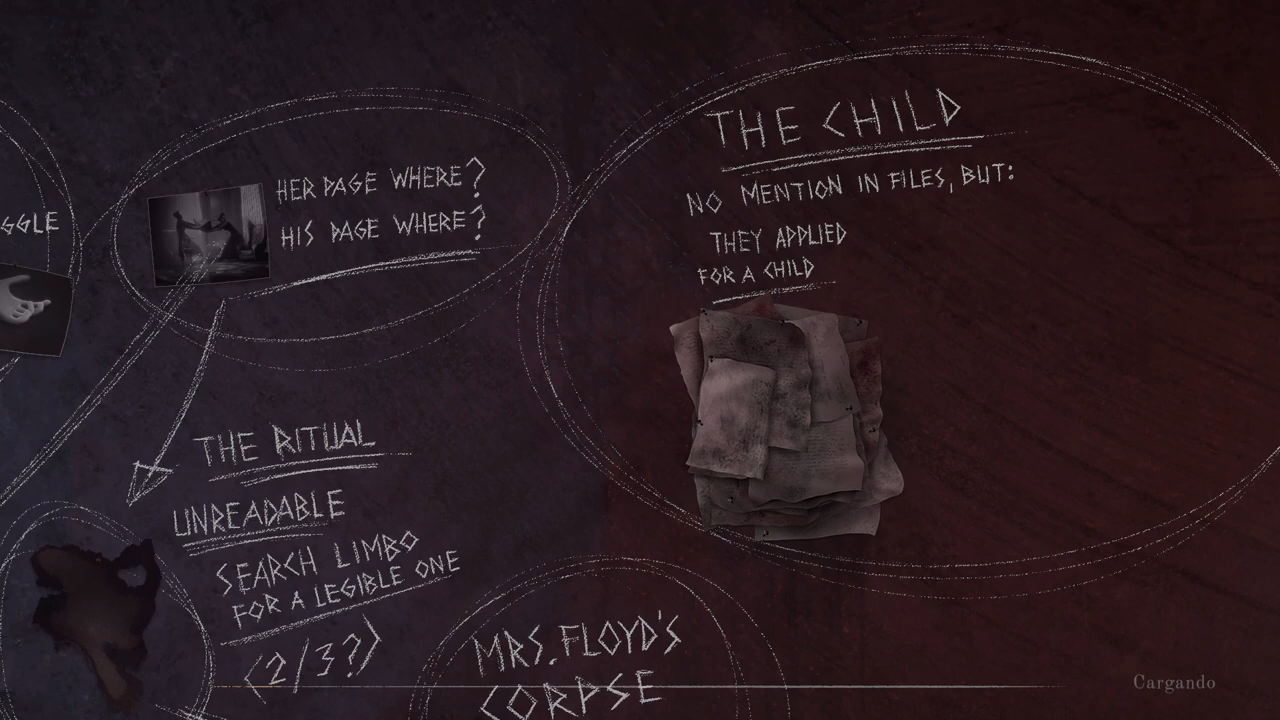 GGLE
HER PAGE WHERE?
HIS PAGE WHERE?
THE RITUAL
UNREADABLE
SEARCH LIMBO
FOR A LEGIBLE ONE
(2/3?)
THE CHILD
NO MENTION IN FILES, BUT:
THEY APPLIED
FOR A CHILD
MRS. FLOYD'S
CORPSE
Cargando